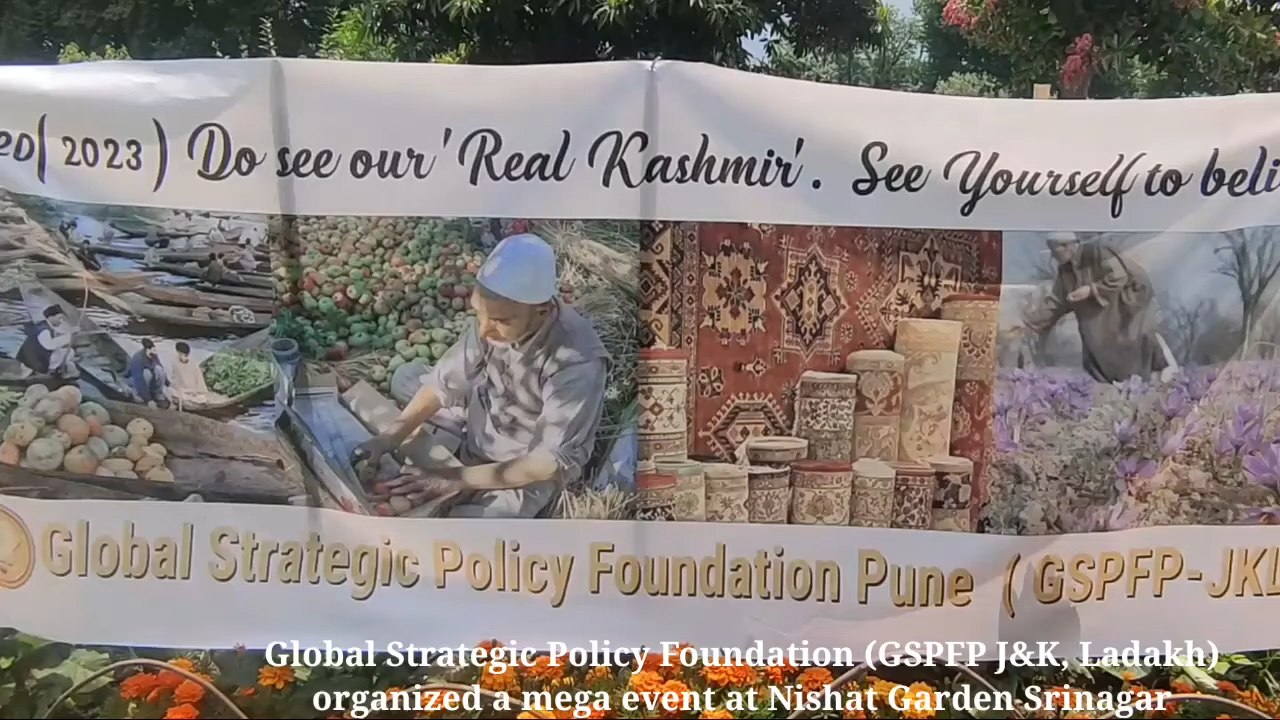 ED( 2023 ) Do see our 'Real Kashmir'. See Yourself to beli
Global Strategic Policy Foundation Pune ( GSPFP-JKL
Global Strategic Policy Foundation (GSPFP J&K, Ladakh)
organized a mega event at Nishat Garden Srinagar